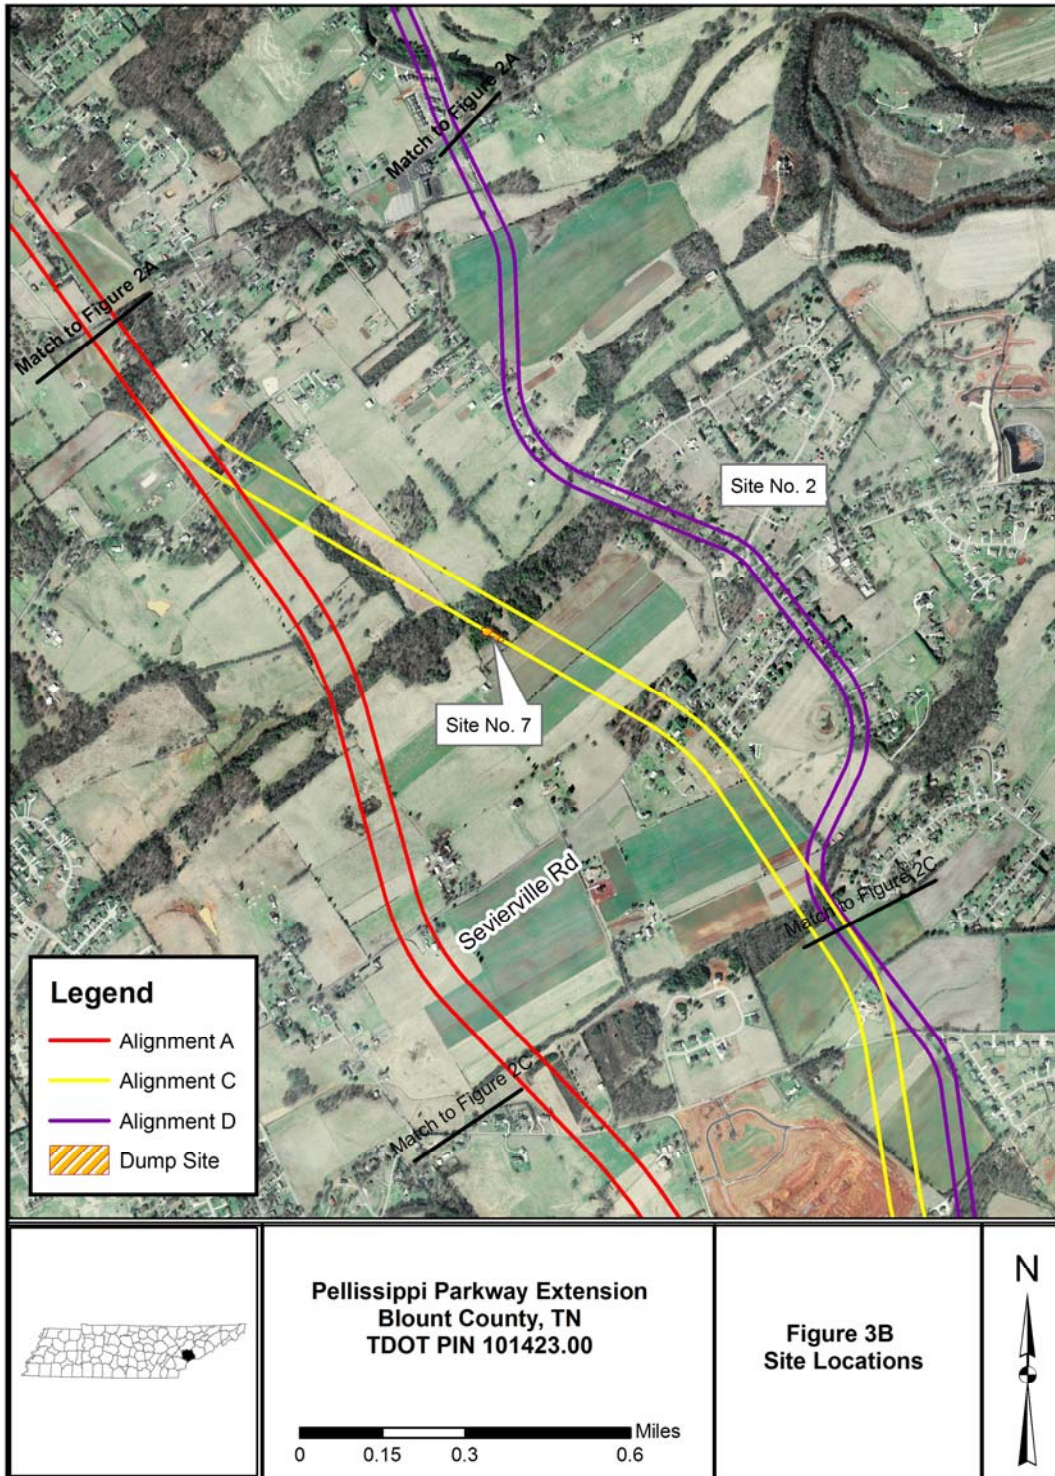 Match to Figure 2A
Match to Figure 2A
Site No. 2
Site No. 7
Sevierville Rd
Match to Figure 2C
Match to Figure 2C
Legend
Alignment A
Alignment C
Alignment D
Dump Site
Pellissippi Parkway Extension
Blount County, TN
TDOT PIN 101423.00
Miles
0 0.15 0.3 0.6
Figure 3B
Site Locations
N